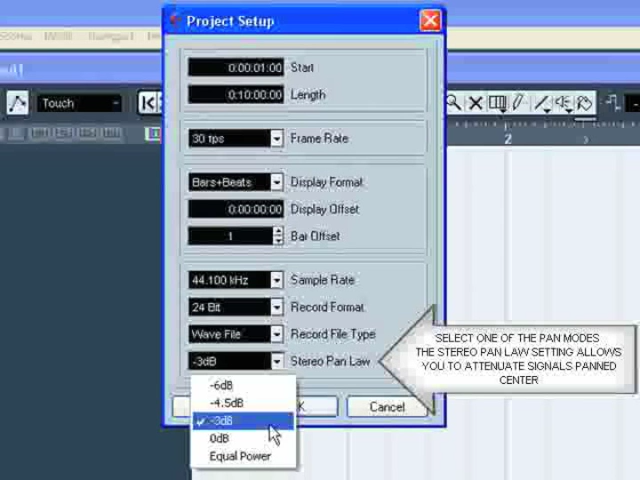 Project Setup
0:00:01:00 Start
0:10:00:00 Length
30 fps Frame Rate
Touch
2
Bars+Beats Display Format
0:00:00:00 Display Offset
1 Bar Offset
44.100 kHz Sample Rate
24 Bit Record Format
Wave File Record File Type
-3dB Stereo Pan Law
SELECT ONE OF THE PAN MODES
THE STEREO PAN LAW SETTING ALLOWS
YOU TO ATTENUATE SIGNALS PANNED
CENTER
-6dB
-4.5dB
-3dB
0dB
Equal Power
Cancel